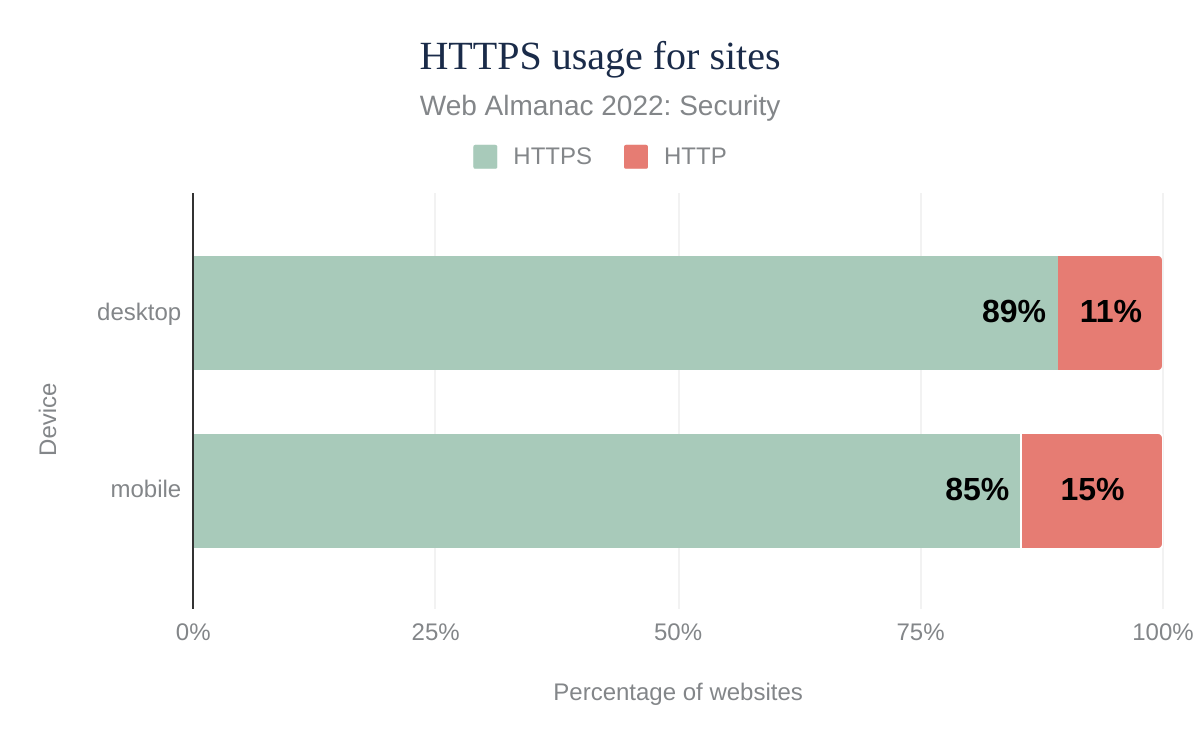 HTTPS usage for sites
Web Almanac 2022: Security
HTTPS HTTP
desktop 89% 11%
Device
mobile 85% 15%
0% 25% 50% 75% 100%
Percentage of websites